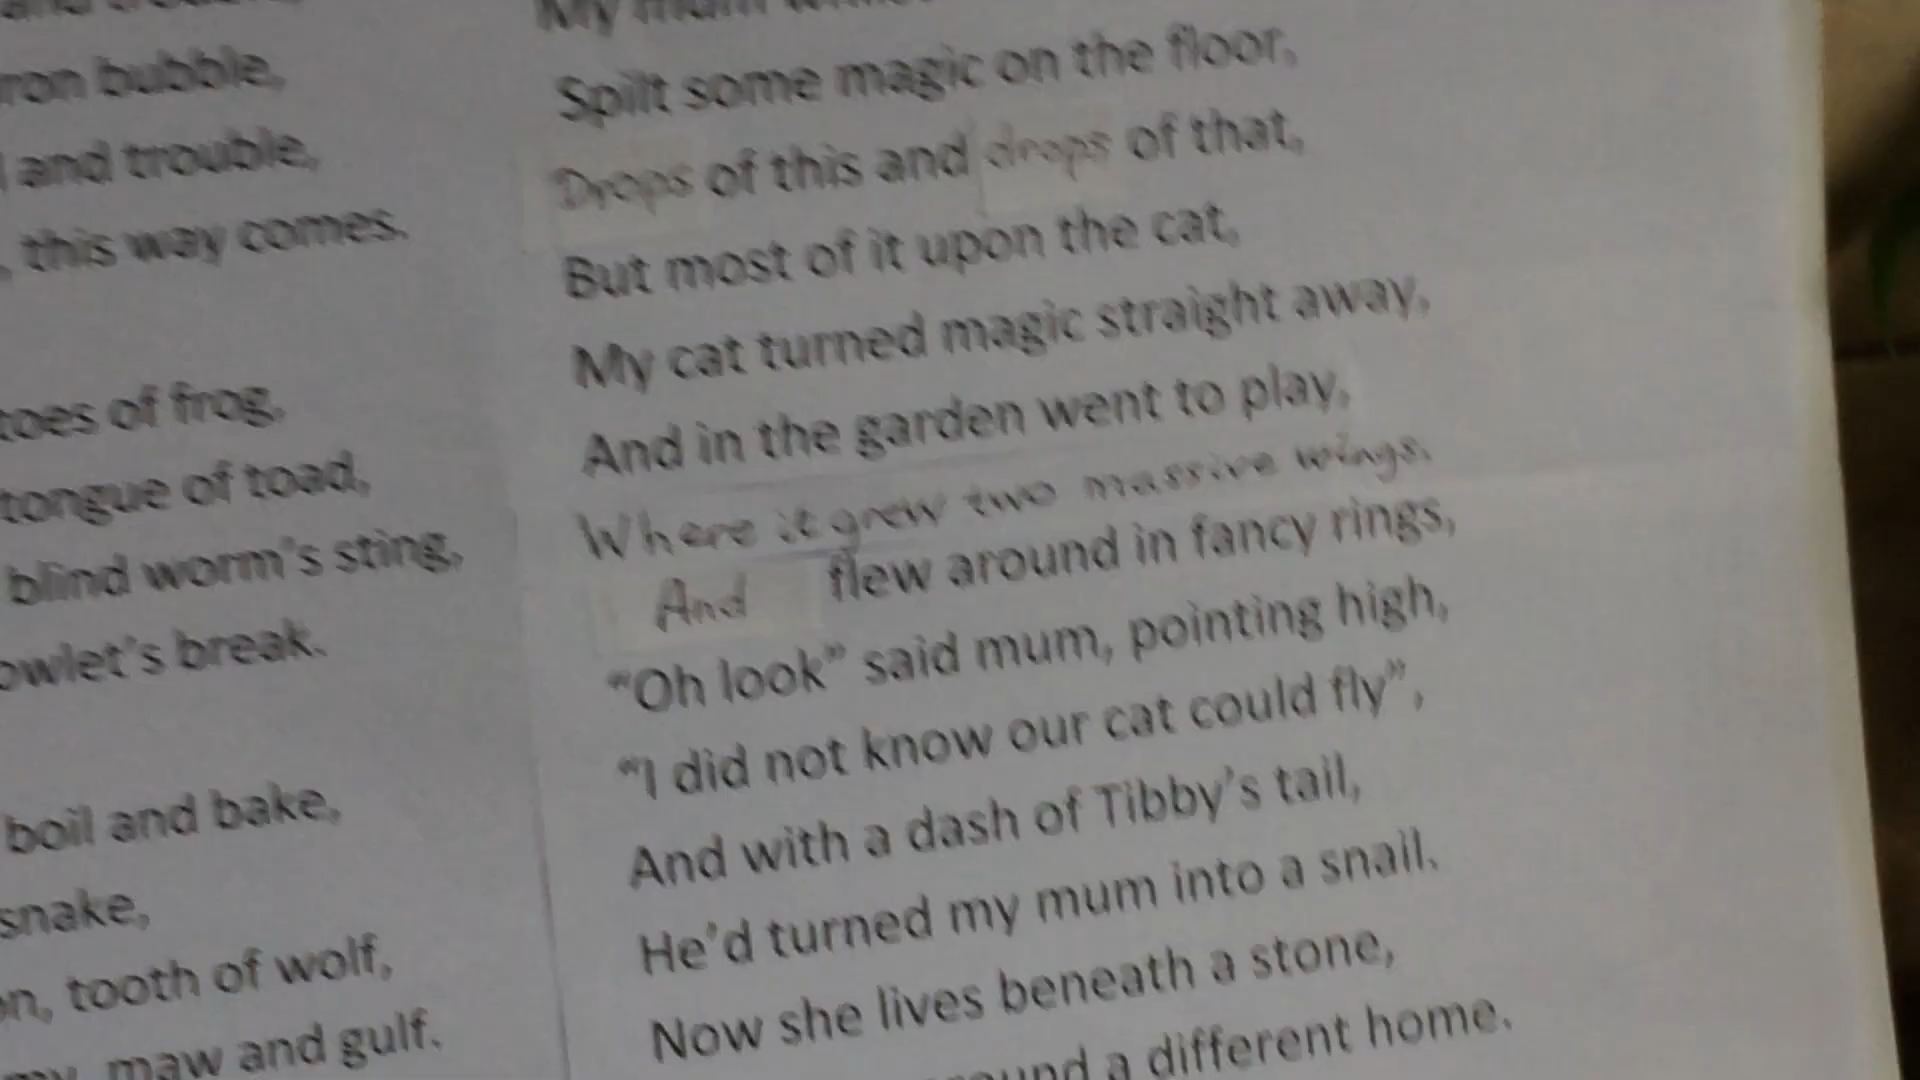 ron bubble,
and trouble,
, this way comes.
toes of frog,
tongue of toad,
blind worm's sting,
owlet's break.
boil and bake,
snake,
tooth of wolf,
maw and gulf.
My mum
Spilt some magic on the floor,
Drops of this and drops of that,
But most of it upon the cat,
My cat turned magic straight away,
And in the garden went to play,
Where it grew two massive wings.
And flew around in fancy rings,
“Oh look” said mum, pointing high,
“I did not know our cat could fly”,
And with a dash of Tibby's tail,
He'd turned my mum into a snail.
Now she lives beneath a stone,
a different home.